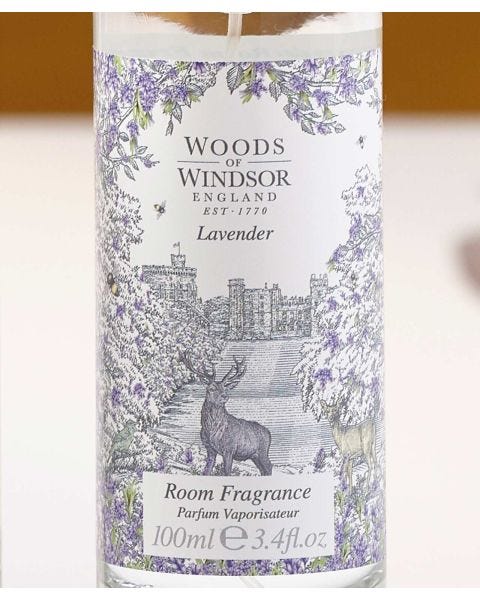 WOODS
OF
WINDSOR
ENGLAND
EST · 1770
Lavender
Room Fragrance
Parfum Vaporisateur
100ml ℮ 3.4fl.oz